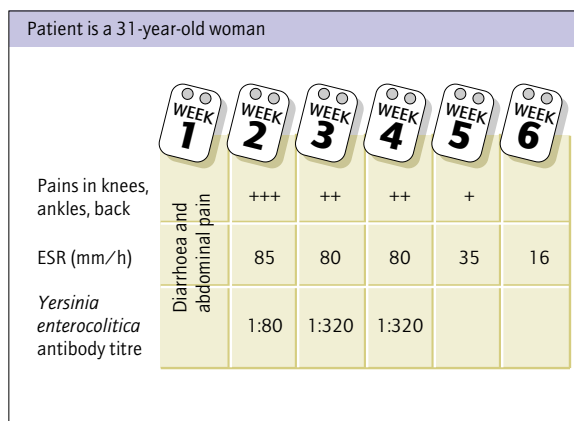 Patient is a 31-year-old woman
WEEK 1 WEEK 2 WEEK 3 WEEK 4 WEEK 5 WEEK 6
Diarrhoea and
abdominal pain
Pains in knees,
ankles, back +++ ++ ++ +
ESR (mm/h) 85 80 80 35 16
Yersinia
enterocolitica 1:80 1:320 1:320
antibody titre